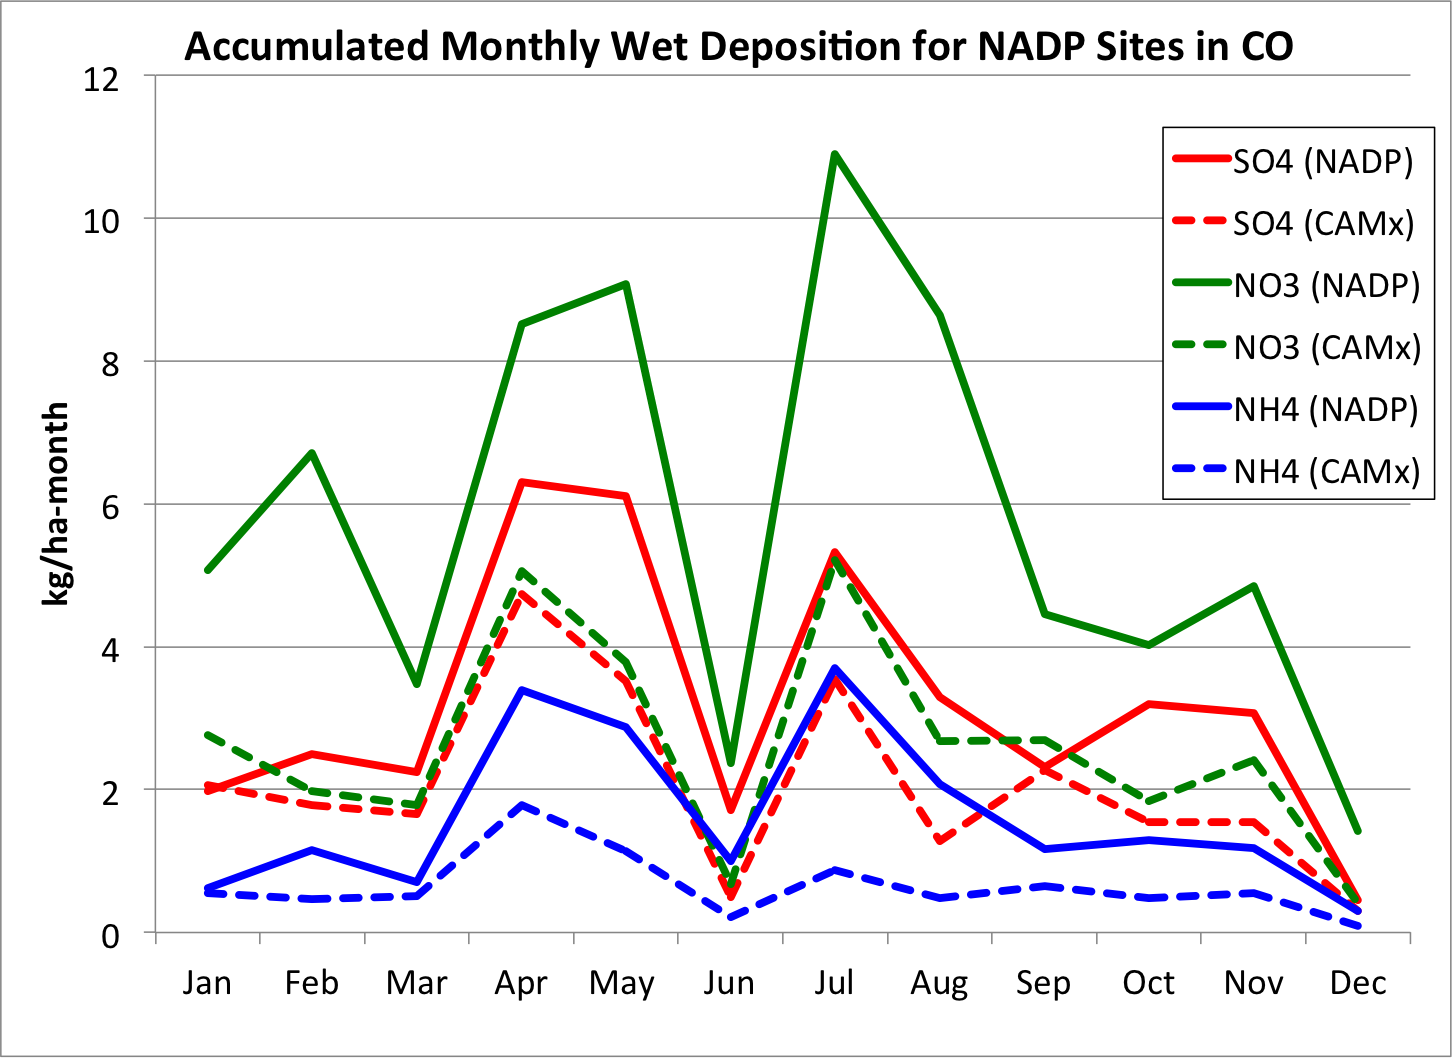 Accumulated Monthly Wet Deposition for NADP Sites in CO
12
10
8
6
4
2
0
kg/ha-month
SO4 (NADP)
SO4 (CAMx)
NO3 (NADP)
NO3 (CAMx)
NH4 (NADP)
NH4 (CAMx)
Jan Feb Mar Apr May Jun Jul Aug Sep Oct Nov Dec